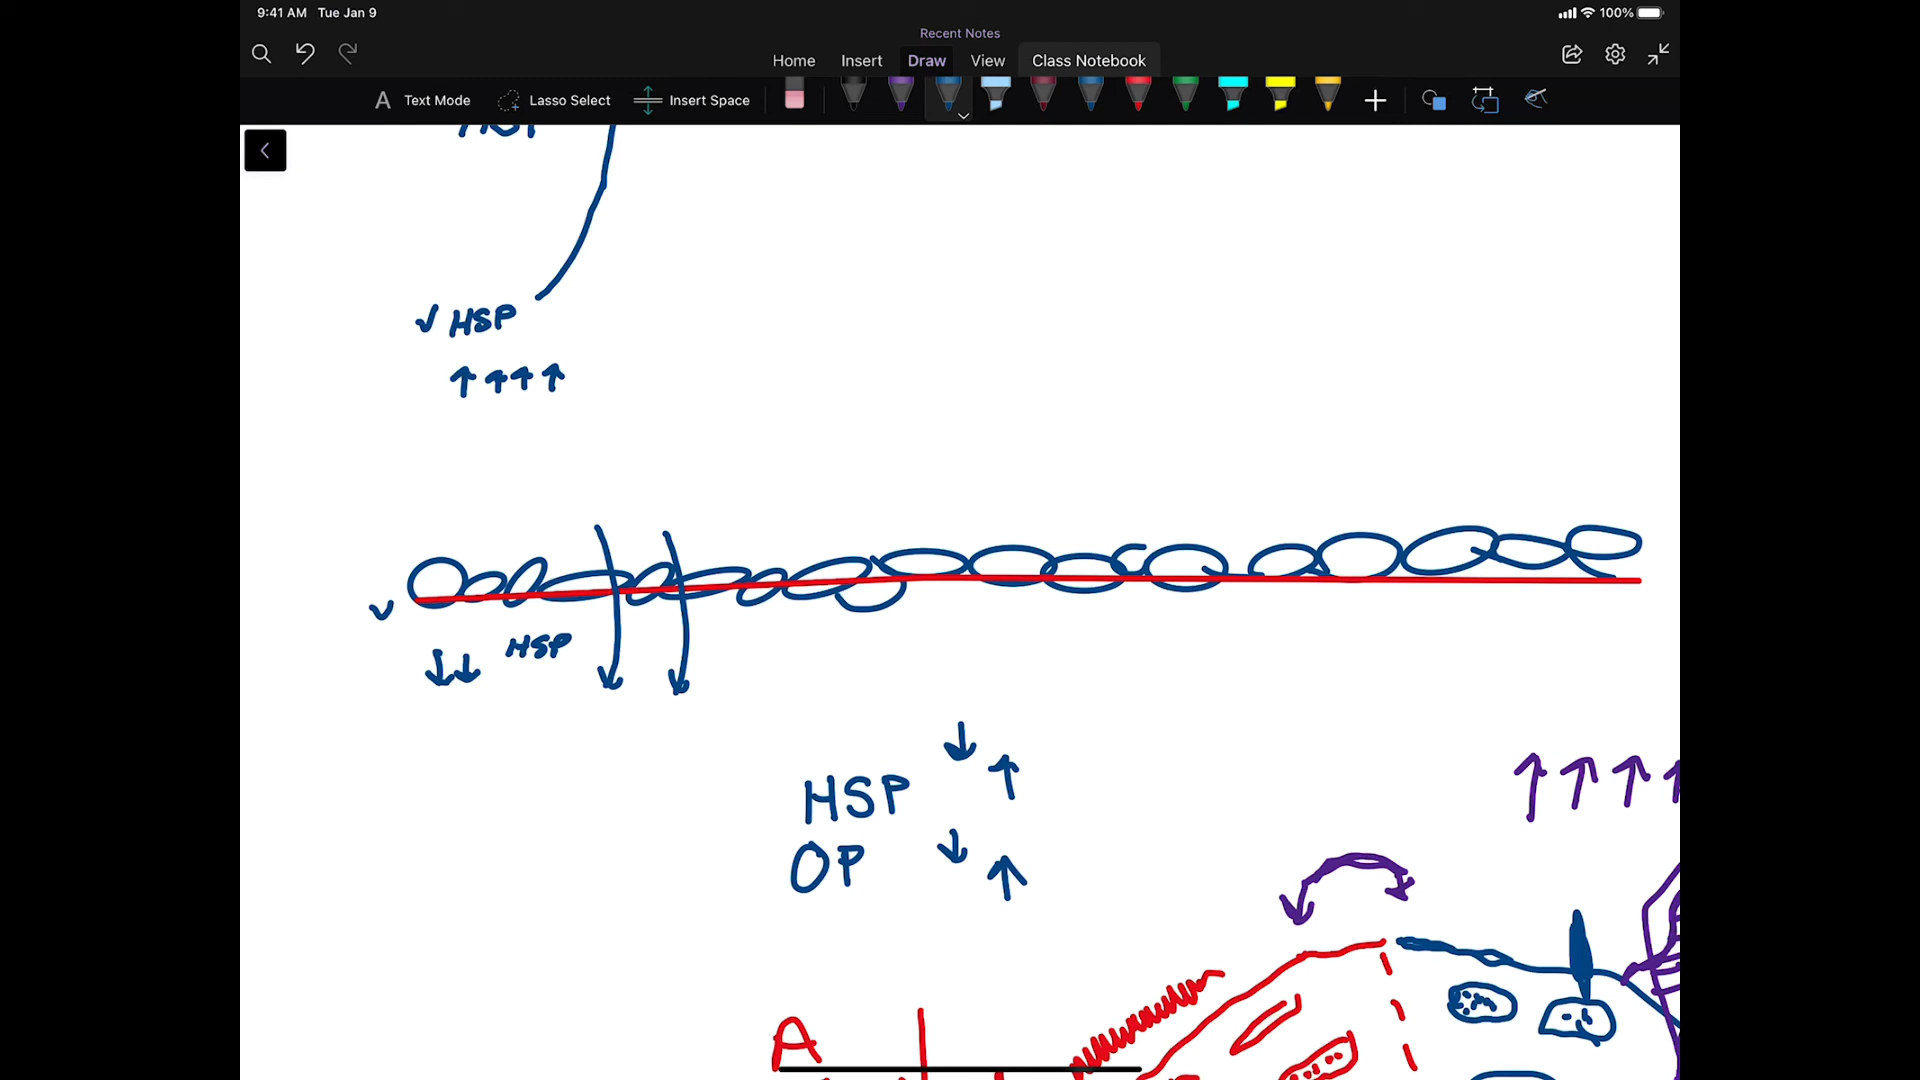 9:41 AM Tue Jan 9 100%
Recent Notes
Home Insert Draw View Class Notebook
A Text Mode Lasso Select Insert Space
✓ HSP
↑ ↑ ↑ ↑
↓↓ HSP
HSP ↓ ↑
OP ↓ ↑
↑ ↑ ↑ ↑
A